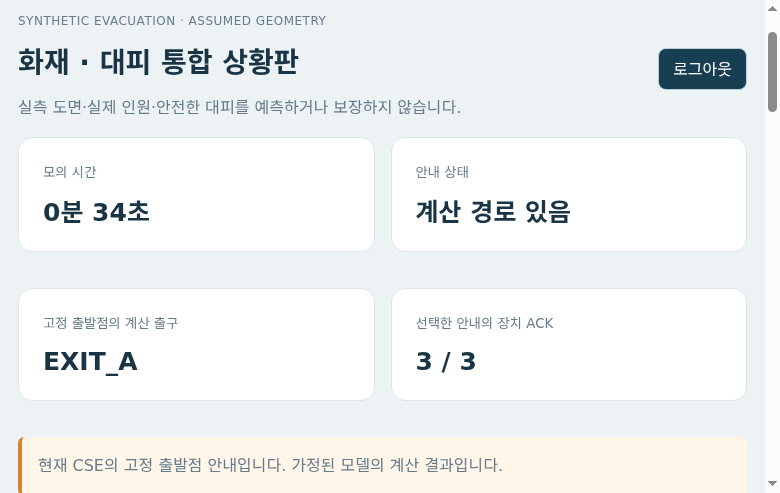 SYNTHETIC EVACUATION · ASSUMED GEOMETRY
화재 · 대피 통합 상황판
로그아웃
실측 도면·실제 인원·안전한 대피를 예측하거나 보장하지 않습니다.
모의 시간
0분 34초
안내 상태
계산 경로 있음
고정 출발점의 계산 출구
EXIT_A
선택한 안내의 장치 ACK
3 / 3
현재 CSE의 고정 출발점 안내입니다. 가정된 모델의 계산 결과입니다.